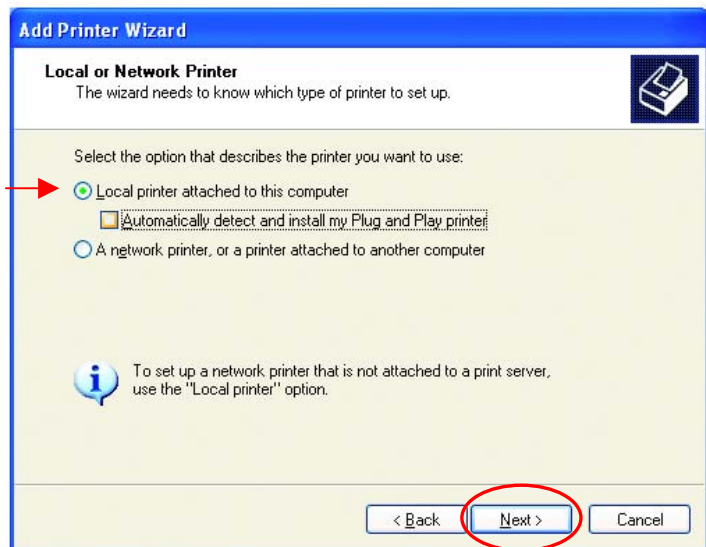 Add Printer Wizard
Local or Network Printer
The wizard needs to know which type of printer to set up.
Select the option that describes the printer you want to use:
Local printer attached to this computer
Automatically detect and install my Plug and Play printer
A network printer, or a printer attached to another computer
To set up a network printer that is not attached to a print server,
use the "Local printer" option.
< Back Next > Cancel